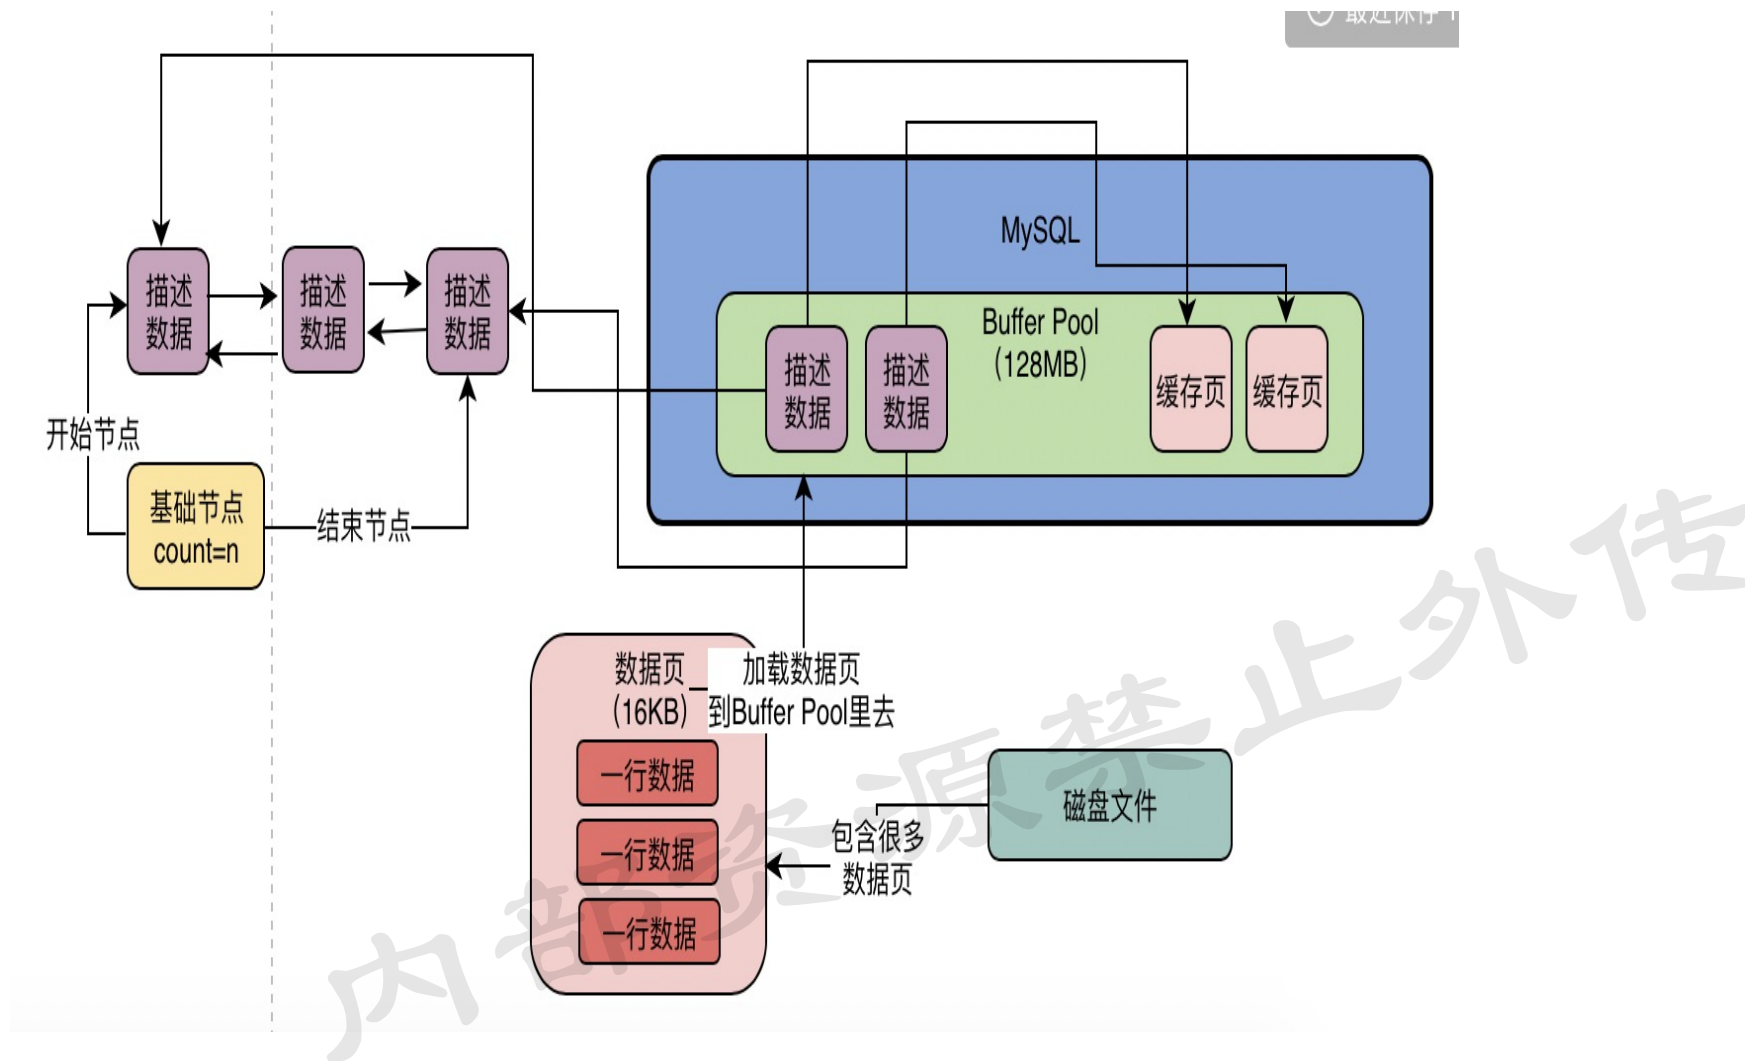 最近保存
MySQL
Buffer Pool
(128MB)
描述
数据
描述
数据
描述
数据
描述
数据
描述
数据
缓存页
缓存页
开始节点
基础节点
count=n
结束节点
数据页
(16KB)
加载数据页
到Buffer Pool里去
一行数据
一行数据
一行数据
包含很多
数据页
磁盘文件
内部资源禁止外传